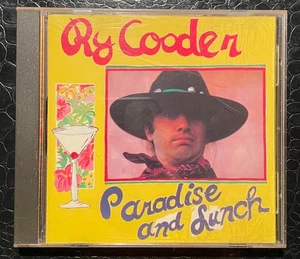 Ry Cooder
Paradise
and Lunch